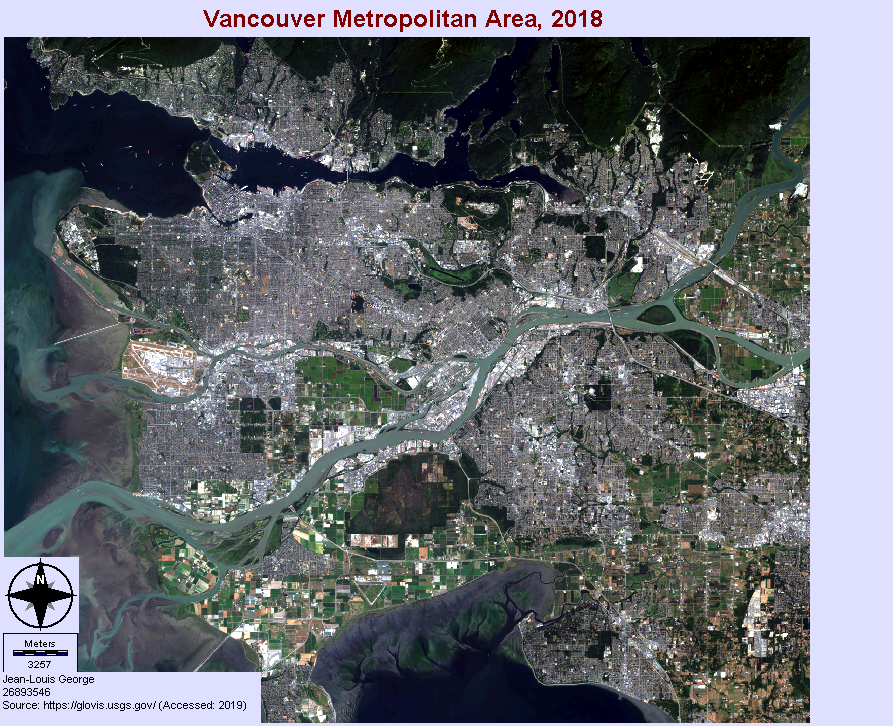 Vancouver Metropolitan Area, 2018
N
Meters
3257
Jean-Louis George
26893546
Source: https://glovis.usgs.gov/ (Accessed: 2019)